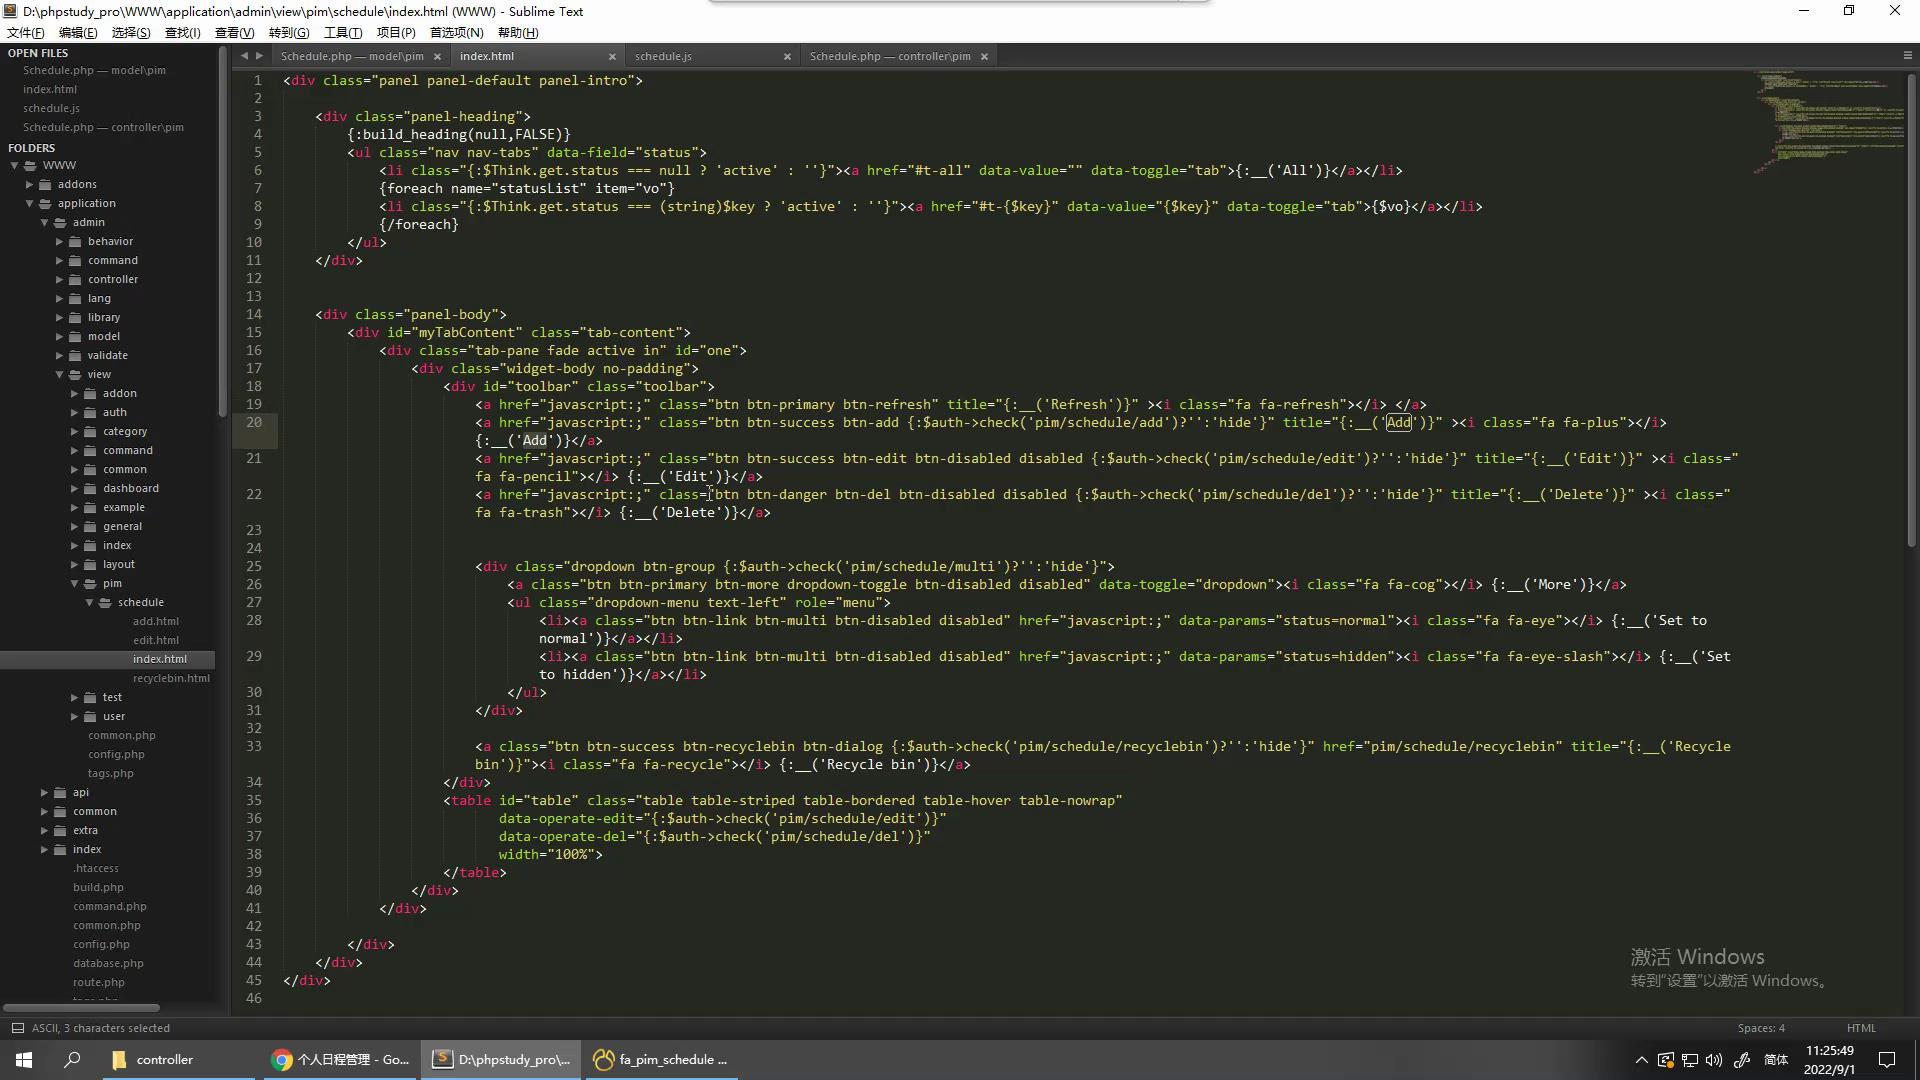 D:\phpstudy_pro\WWW\application\admin\view\pim\schedule\index.html (WWW) - Sublime Text
文件(F) 编辑(E) 选择(S) 查找(I) 查看(V) 转到(G) 工具(T) 项目(P) 首选项(N) 帮助(H)
OPEN FILES
Schedule.php — model\pim
index.html
schedule.js
Schedule.php — controller\pim
FOLDERS
WWW
addons
application
admin
behavior
command
controller
lang
library
model
validate
view
addon
auth
category
command
common
dashboard
example
general
index
layout
pim
schedule
add.html
edit.html
index.html
recyclebin.html
test
user
common.php
config.php
tags.php
api
common
extra
index
.htaccess
build.php
command.php
common.php
config.php
database.php
route.php
tags.php
Schedule.php — model\pim × index.html × schedule.js × Schedule.php — controller\pim ×
1 <div class="panel panel-default panel-intro">
2
3 <div class="panel-heading">
4 {:build_heading(null,FALSE)}
5 <ul class="nav nav-tabs" data-field="status">
6 <li class="{:$Think.get.status === null ? 'active' : ''}"><a href="#t-all" data-value="" data-toggle="tab">{:__('All')}</a></li>
7 {foreach name="statusList" item="vo"}
8 <li class="{:$Think.get.status === (string)$key ? 'active' : ''}"><a href="#t-{$key}" data-value="{$key}" data-toggle="tab">{$vo}</a></li>
9 {/foreach}
10 </ul>
11 </div>
12
13
14 <div class="panel-body">
15 <div id="myTabContent" class="tab-content">
16 <div class="tab-pane fade active in" id="one">
17 <div class="widget-body no-padding">
18 <div id="toolbar" class="toolbar">
19 <a href="javascript:;" class="btn btn-primary btn-refresh" title="{:__('Refresh')}" ><i class="fa fa-refresh"></i> </a>
20 <a href="javascript:;" class="btn btn-success btn-add {:$auth->check('pim/schedule/add')?'':'hide'}" title="{:__('Add')}" ><i class="fa fa-plus"></i>
{:__('Add')}</a>
21 <a href="javascript:;" class="btn btn-success btn-edit btn-disabled disabled {:$auth->check('pim/schedule/edit')?'':'hide'}" title="{:__('Edit')}" ><i class="
fa fa-pencil"></i> {:__('Edit')}</a>
22 <a href="javascript:;" class="btn btn-danger btn-del btn-disabled disabled {:$auth->check('pim/schedule/del')?'':'hide'}" title="{:__('Delete')}" ><i class="
fa fa-trash"></i> {:__('Delete')}</a>
23
24
25 <div class="dropdown btn-group {:$auth->check('pim/schedule/multi')?'':'hide'}">
26 <a class="btn btn-primary btn-more dropdown-toggle btn-disabled disabled" data-toggle="dropdown"><i class="fa fa-cog"></i> {:__('More')}</a>
27 <ul class="dropdown-menu text-left" role="menu">
28 <li><a class="btn btn-link btn-multi btn-disabled disabled" href="javascript:;" data-params="status=normal"><i class="fa fa-eye"></i> {:__('Set to
normal')}</a></li>
29 <li><a class="btn btn-link btn-multi btn-disabled disabled" href="javascript:;" data-params="status=hidden"><i class="fa fa-eye-slash"></i> {:__('Set
to hidden')}</a></li>
30 </ul>
31 </div>
32
33 <a class="btn btn-success btn-recyclebin btn-dialog {:$auth->check('pim/schedule/recyclebin')?'':'hide'}" href="pim/schedule/recyclebin" title="{:__('Recycle
bin')}"><i class="fa fa-recycle"></i> {:__('Recycle bin')}</a>
34 </div>
35 <table id="table" class="table table-striped table-bordered table-hover table-nowrap"
36 data-operate-edit="{:$auth->check('pim/schedule/edit')}"
37 data-operate-del="{:$auth->check('pim/schedule/del')}"
38 width="100%">
39 </table>
40 </div>
41 </div>
42
43 </div>
44 </div>
45 </div>
46
激活 Windows
转到“设置”以激活 Windows。
ASCII, 3 characters selected Spaces: 4 HTML
controller 个人日程管理 - Go... D:\phpstudy_pro\... fa_pim_schedule ... 简体 11:25:49
2022/9/1